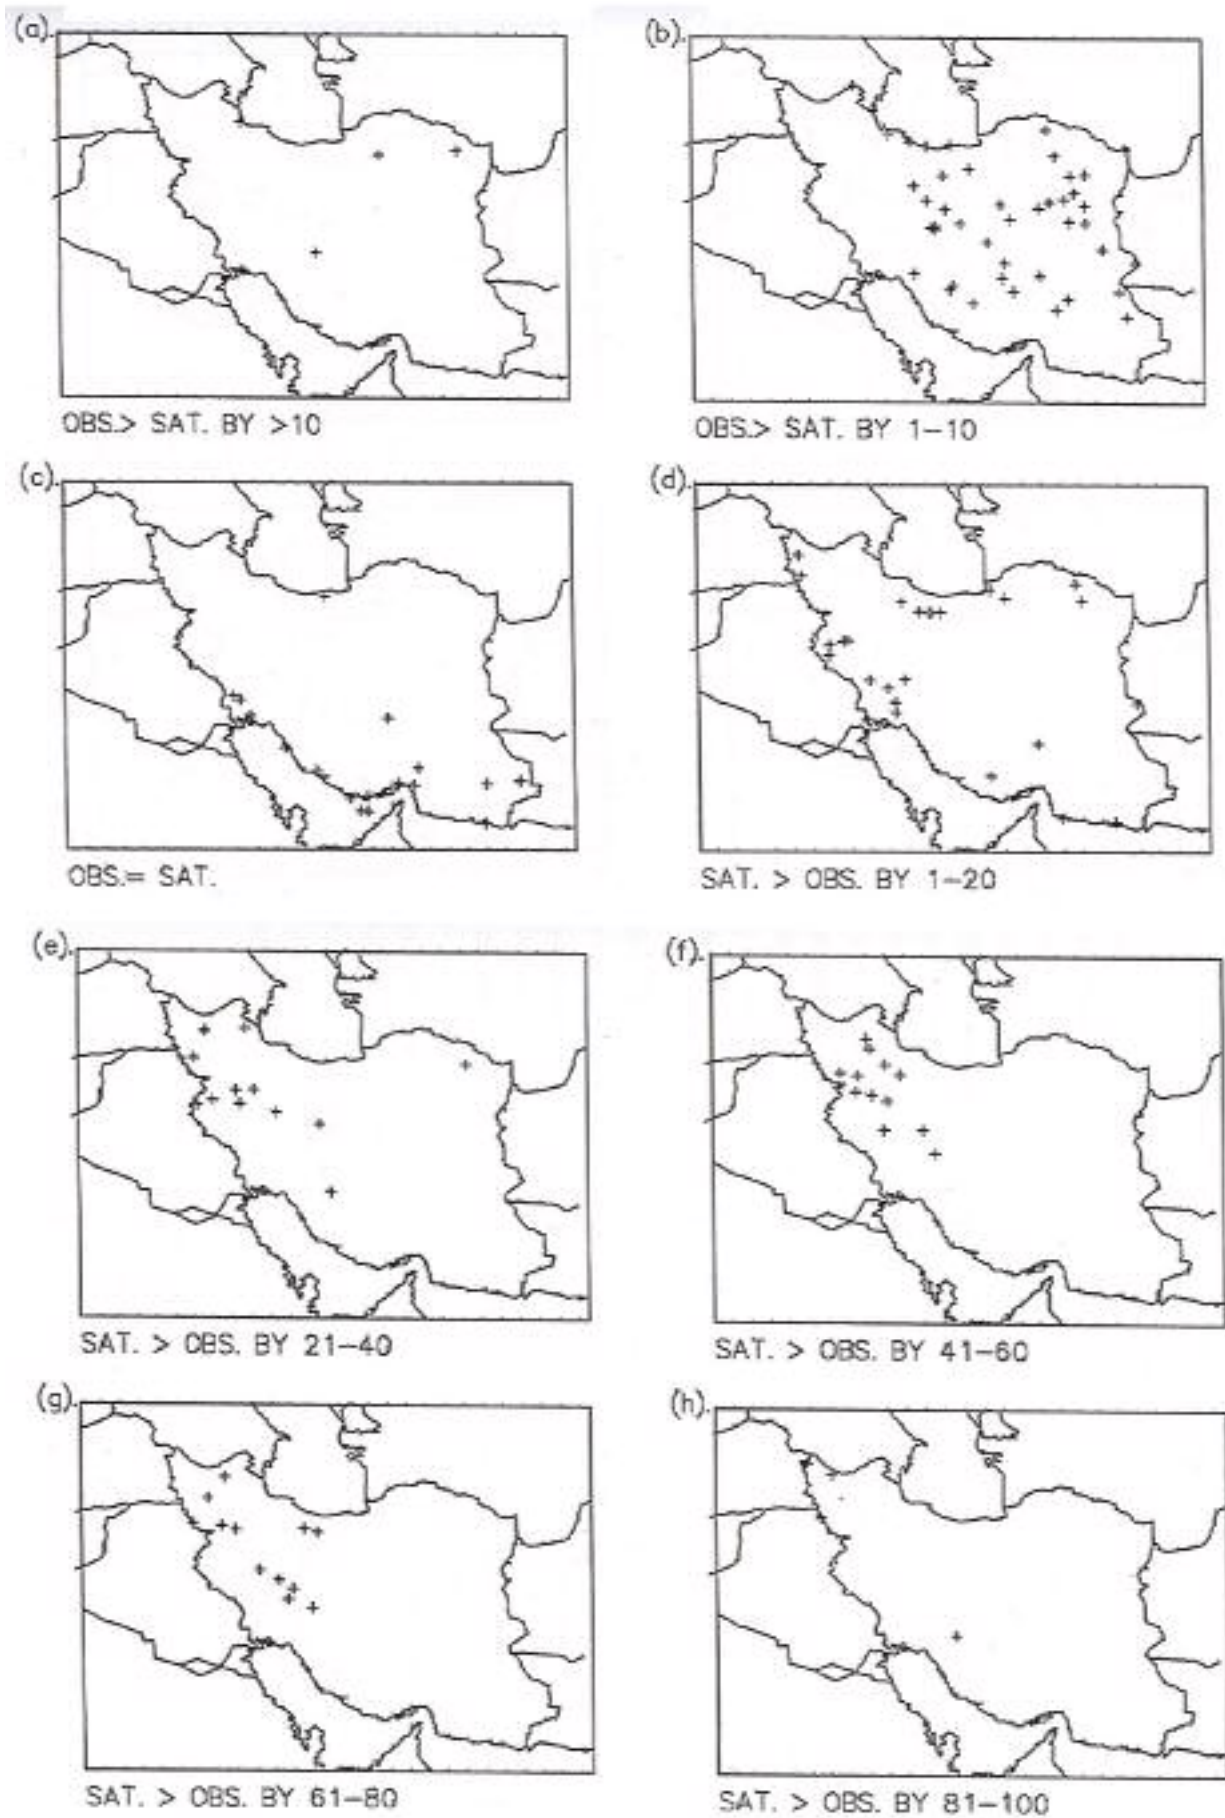 (a).
(b).
OBS.> SAT. BY >10
OBS.> SAT. BY 1-10
(c).
(d).
OBS.= SAT.
SAT. > OBS. BY 1-20
(e).
(f).
SAT. > OBS. BY 21-40
SAT. > OBS. BY 41-60
(g).
(h).
SAT. > OBS. BY 61-80
SAT. > OBS. BY 81-100